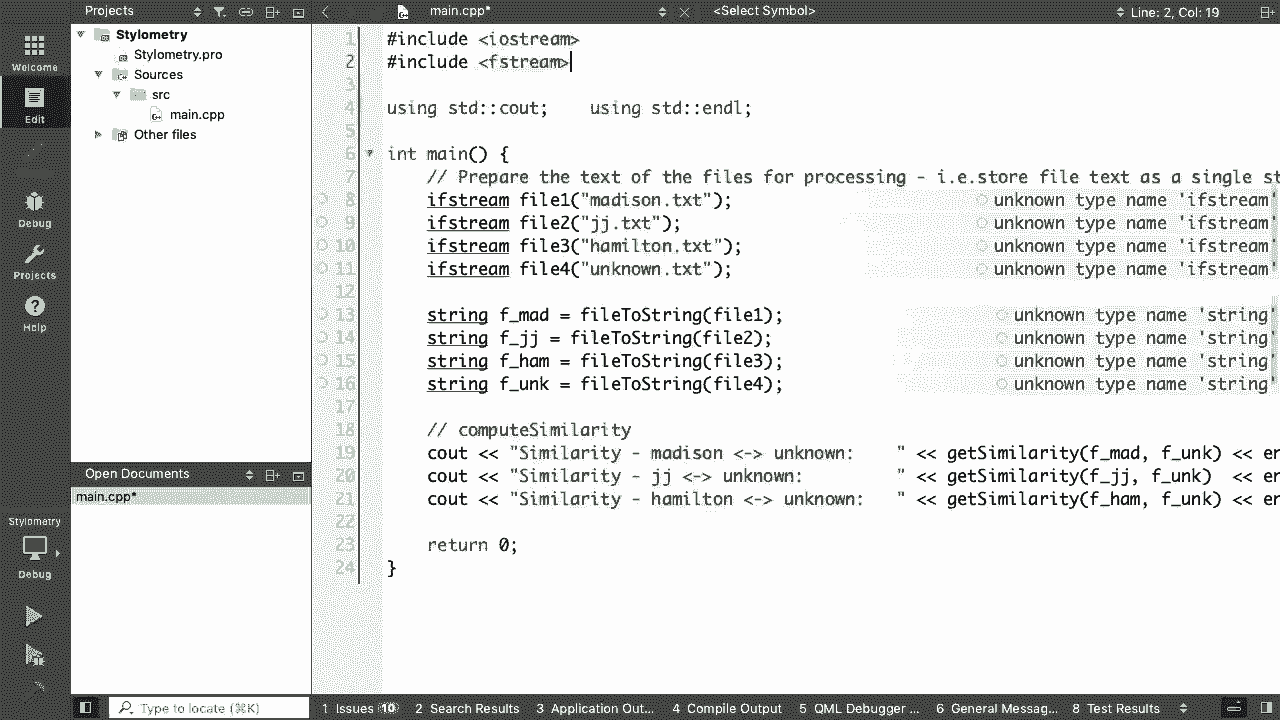 Projects
main.cpp*
<Select Symbol>
Line: 2, Col: 19
Welcome
Edit
Debug
Projects
Help
Stylometry
Stylometry.pro
Sources
src
main.cpp
Other files
Open Documents
main.cpp*
Stylometry
Debug
1 #include <iostream>
2 #include <fstream>
3
4 using std::cout;    using std::endl;
5
6 int main() {
7 // Prepare the text of the files for processing - i.e.store file text as a single st
8 ifstream file1("madison.txt"); unknown type name 'ifstream'
9 ifstream file2("jj.txt"); unknown type name 'ifstream'
10 ifstream file3("hamilton.txt"); unknown type name 'ifstream'
11 ifstream file4("unknown.txt"); unknown type name 'ifstream'
12
13 string f_mad = fileToString(file1); unknown type name 'string'
14 string f_jj = fileToString(file2); unknown type name 'string'
15 string f_ham = fileToString(file3); unknown type name 'string'
16 string f_unk = fileToString(file4); unknown type name 'string'
17
18 // computeSimilarity
19 cout << "Similarity - madison <-> unknown:    " << getSimilarity(f_mad, f_unk) << en
20 cout << "Similarity - jj <-> unknown:         " << getSimilarity(f_jj, f_unk)  << en
21 cout << "Similarity - hamilton <-> unknown:   " << getSimilarity(f_ham, f_unk) << en
22
23 return 0;
24 }
Type to locate (⌘K)
1 Issues 10
2 Search Results
3 Application Out...
4 Compile Output
5 QML Debugger ...
6 General Messag...
8 Test Results